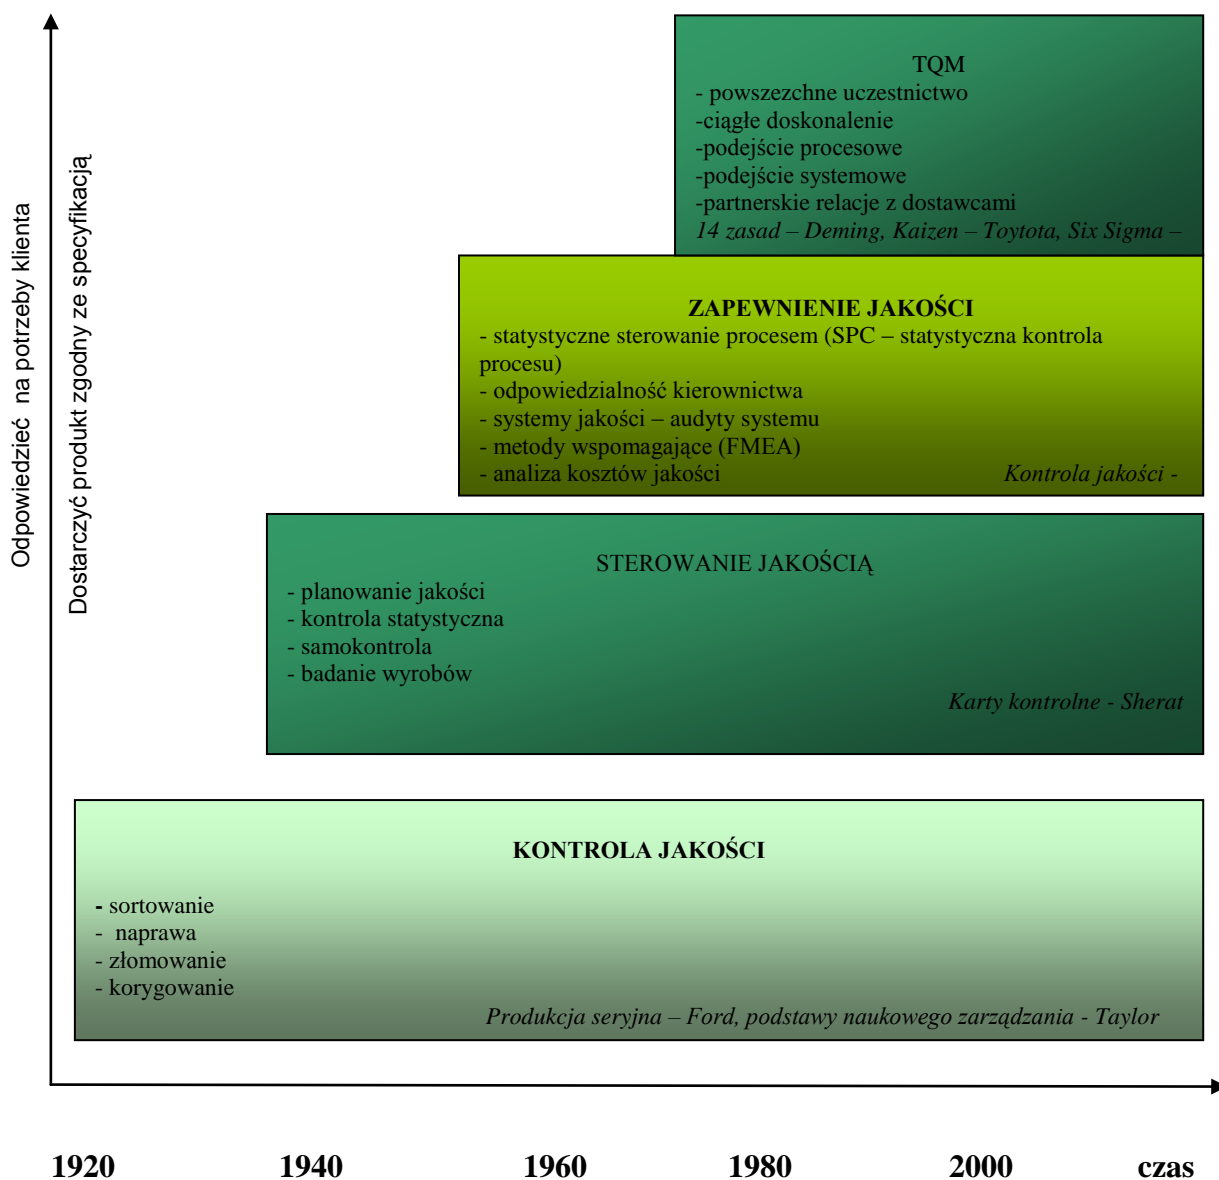 Odpowiedzieć na potrzeby klienta
Dostarczyć produkt zgodny ze specyfikacją
TQM
- powszezchne uczestnictwo
-ciągłe doskonalenie
-podejście procesowe
-podejście systemowe
-partnerskie relacje z dostawcami
14 zasad – Deming, Kaizen – Toytota, Six Sigma –
ZAPEWNIENIE JAKOŚCI
- statystyczne sterowanie procesem (SPC – statystyczna kontrola
procesu)
- odpowiedzialność kierownictwa
- systemy jakości – audyty systemu
- metody wspomagające (FMEA)
- analiza kosztów jakości Kontrola jakości -
STEROWANIE JAKOŚCIĄ
- planowanie jakości
- kontrola statystyczna
- samokontrola
- badanie wyrobów
Karty kontrolne - Sherat
KONTROLA JAKOŚCI
- sortowanie
- naprawa
- złomowanie
- korygowanie
Produkcja seryjna – Ford, podstawy naukowego zarządzania - Taylor
1920 1940 1960 1980 2000 czas